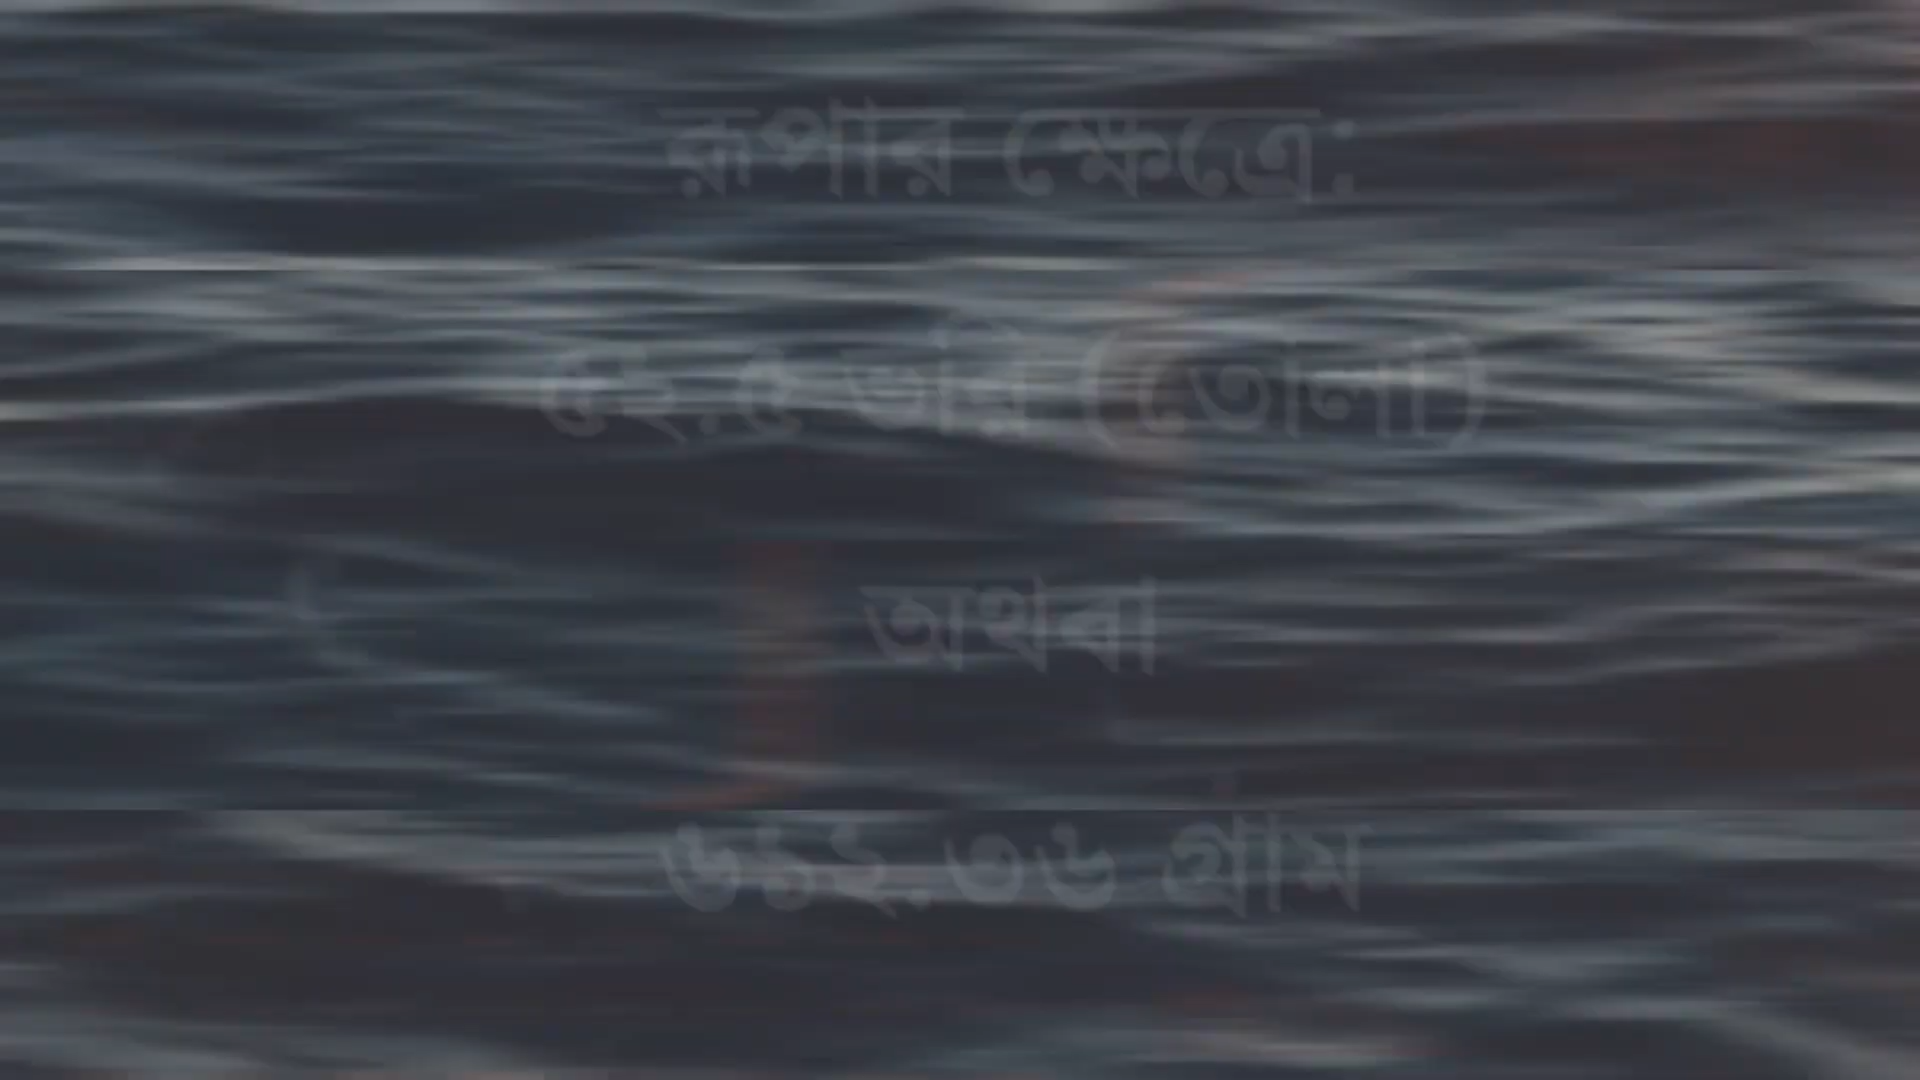 রূপার ক্ষেত্রে:
৫২.৫ ভরি (তোলা)
অথবা
৬১২.৩৬ গ্রাম